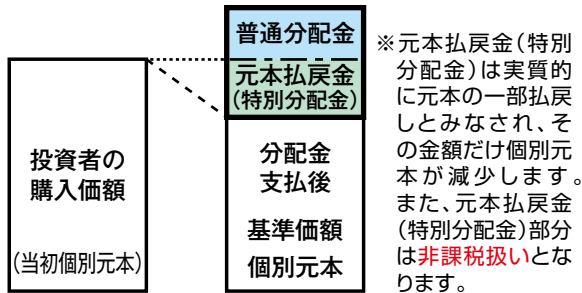 投資者の
購入価額
(当初個別元本)
普通分配金
元本払戻金
(特別分配金)
分配金
支払後
基準価額
個別元本
※元本払戻金(特別
分配金)は実質的
に元本の一部払戻
しとみなされ、そ
の金額だけ個別元
本が減少します。
また、元本払戻金
(特別分配金)部分
は非課税扱いとな
ります。